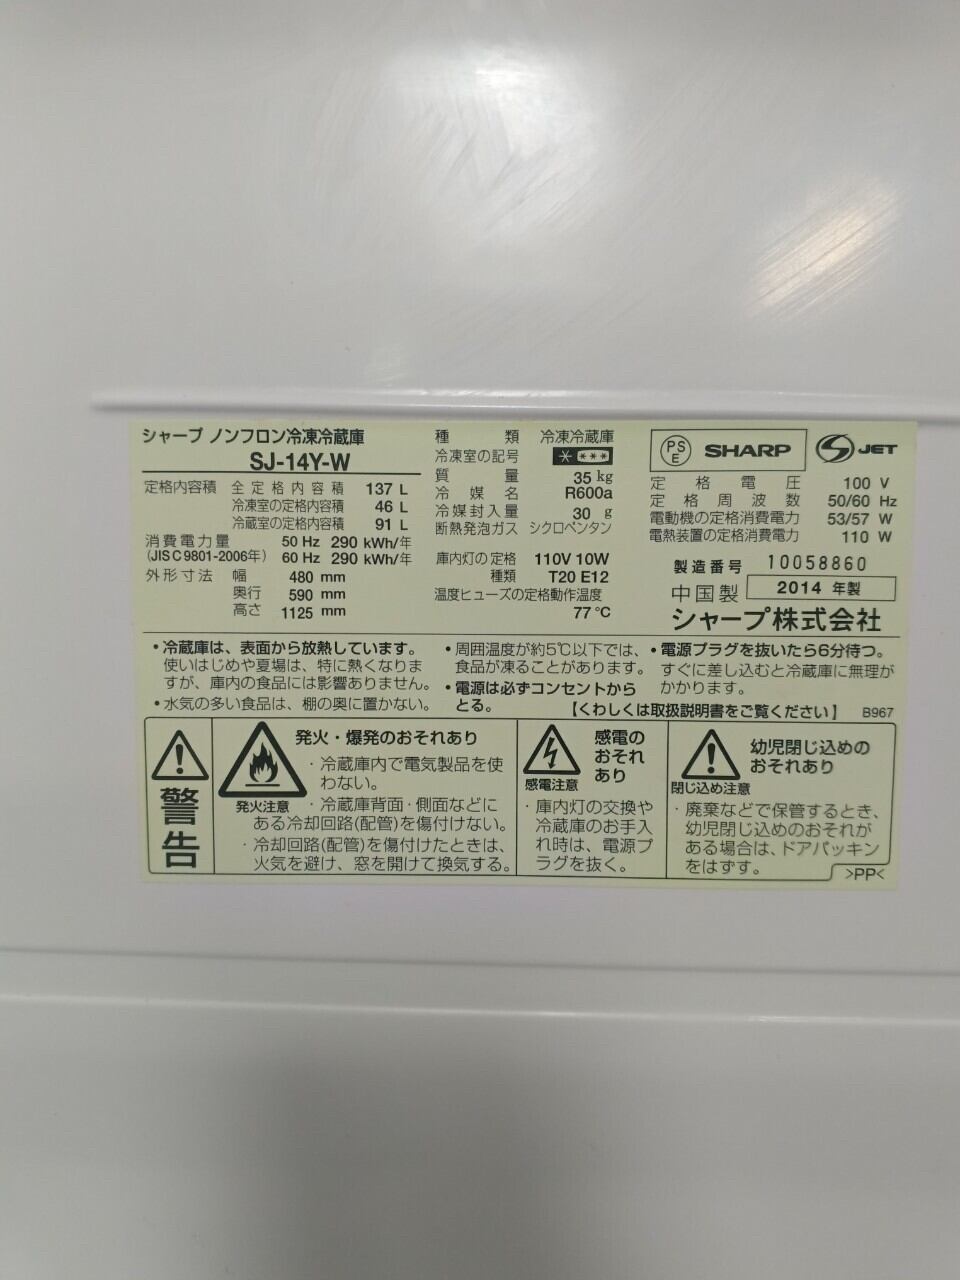 シャープ ノンフロン冷凍冷蔵庫
SJ-14Y-W
定格内容積 全定格内容積 137 L
冷凍室の定格内容積 46 L
冷蔵室の定格内容積 91 L
消費電力量 50 Hz 290 kWh/年
(JIS C 9801-2006年) 60 Hz 290 kWh/年
外形寸法 幅 480 mm
奥行 590 mm
高さ 1125 mm
種類 冷凍冷蔵庫
冷凍室の記号
質量 35 kg
冷媒名 R600a
冷媒封入量 30 g
断熱発泡ガス シクロペンタン
庫内灯の定格 110V 10W
種類 T20 E12
温度ヒューズの定格動作温度
77 ℃
PS
E
SHARP
S JET
定格電圧 100 V
定格周波数 50/60 Hz
電動機の定格消費電力 53/57 W
電熱装置の定格消費電力 110 W
製造番号 10058860
中国製 2014 年製
シャープ株式会社
・冷蔵庫は、表面から放熱しています。
使いはじめや夏場は、特に熱くなりま
すが、庫内の食品には影響ありません。
・水気の多い食品は、棚の奥に置かない。
・周囲温度が約5℃以下では、
食品が凍ることがあります。
・電源は必ずコンセントから
とる。
・電源プラグを抜いたら6分待つ。
すぐに差し込むと冷蔵庫に無理が
かかります。
【くわしくは取扱説明書をご覧ください】 B967
警告
発火注意
発火・爆発のおそれあり
・冷蔵庫内で電気製品を使
わない。
・冷蔵庫背面・側面などに
ある冷却回路(配管)を傷付けない。
・冷却回路(配管)を傷付けたときは、
火気を避け、窓を開けて換気する。
感電注意
感電の
おそれ
あり
・庫内灯の交換や
冷蔵庫のお手入
れ時は、電源プ
ラグを抜く。
閉じ込め注意
幼児閉じ込めの
おそれあり
・廃棄などで保管するとき、
幼児閉じ込めのおそれが
ある場合は、ドアパッキン
をはずす。
>PP<